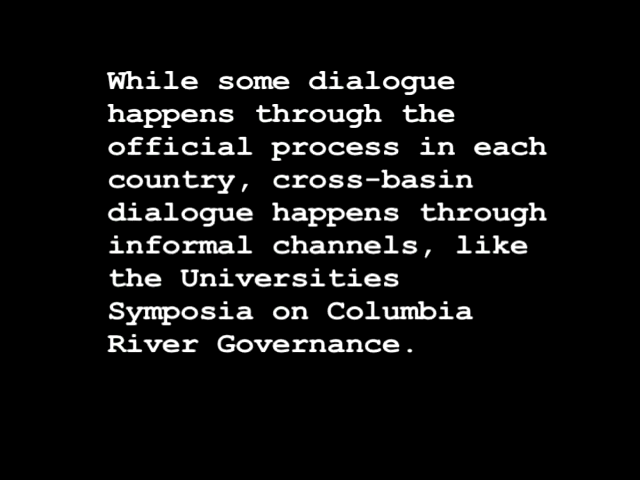 While some dialogue
happens through the
official process in each
country, cross-basin
dialogue happens through
informal channels, like
the Universities
Symposia on Columbia
River Governance.